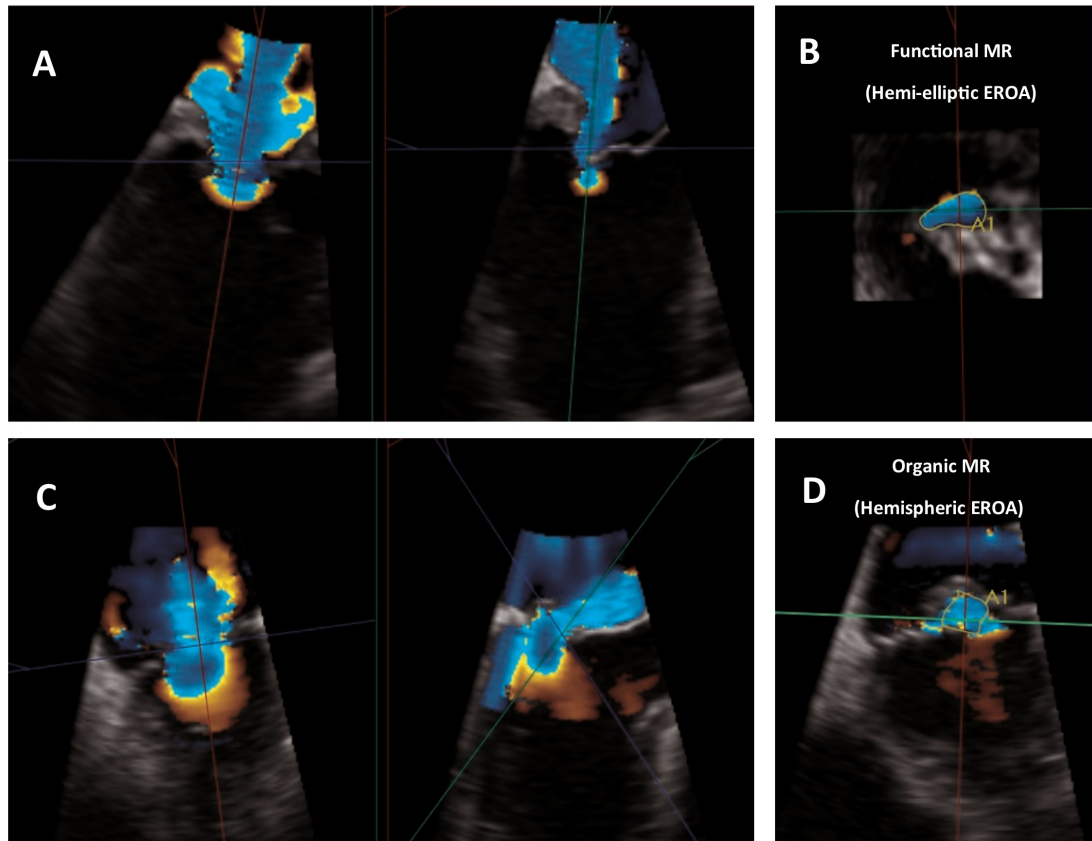 A
B
Functional MR
(Hemi-elliptic EROA)
A1
C
D
Organic MR
(Hemispheric EROA)
A1